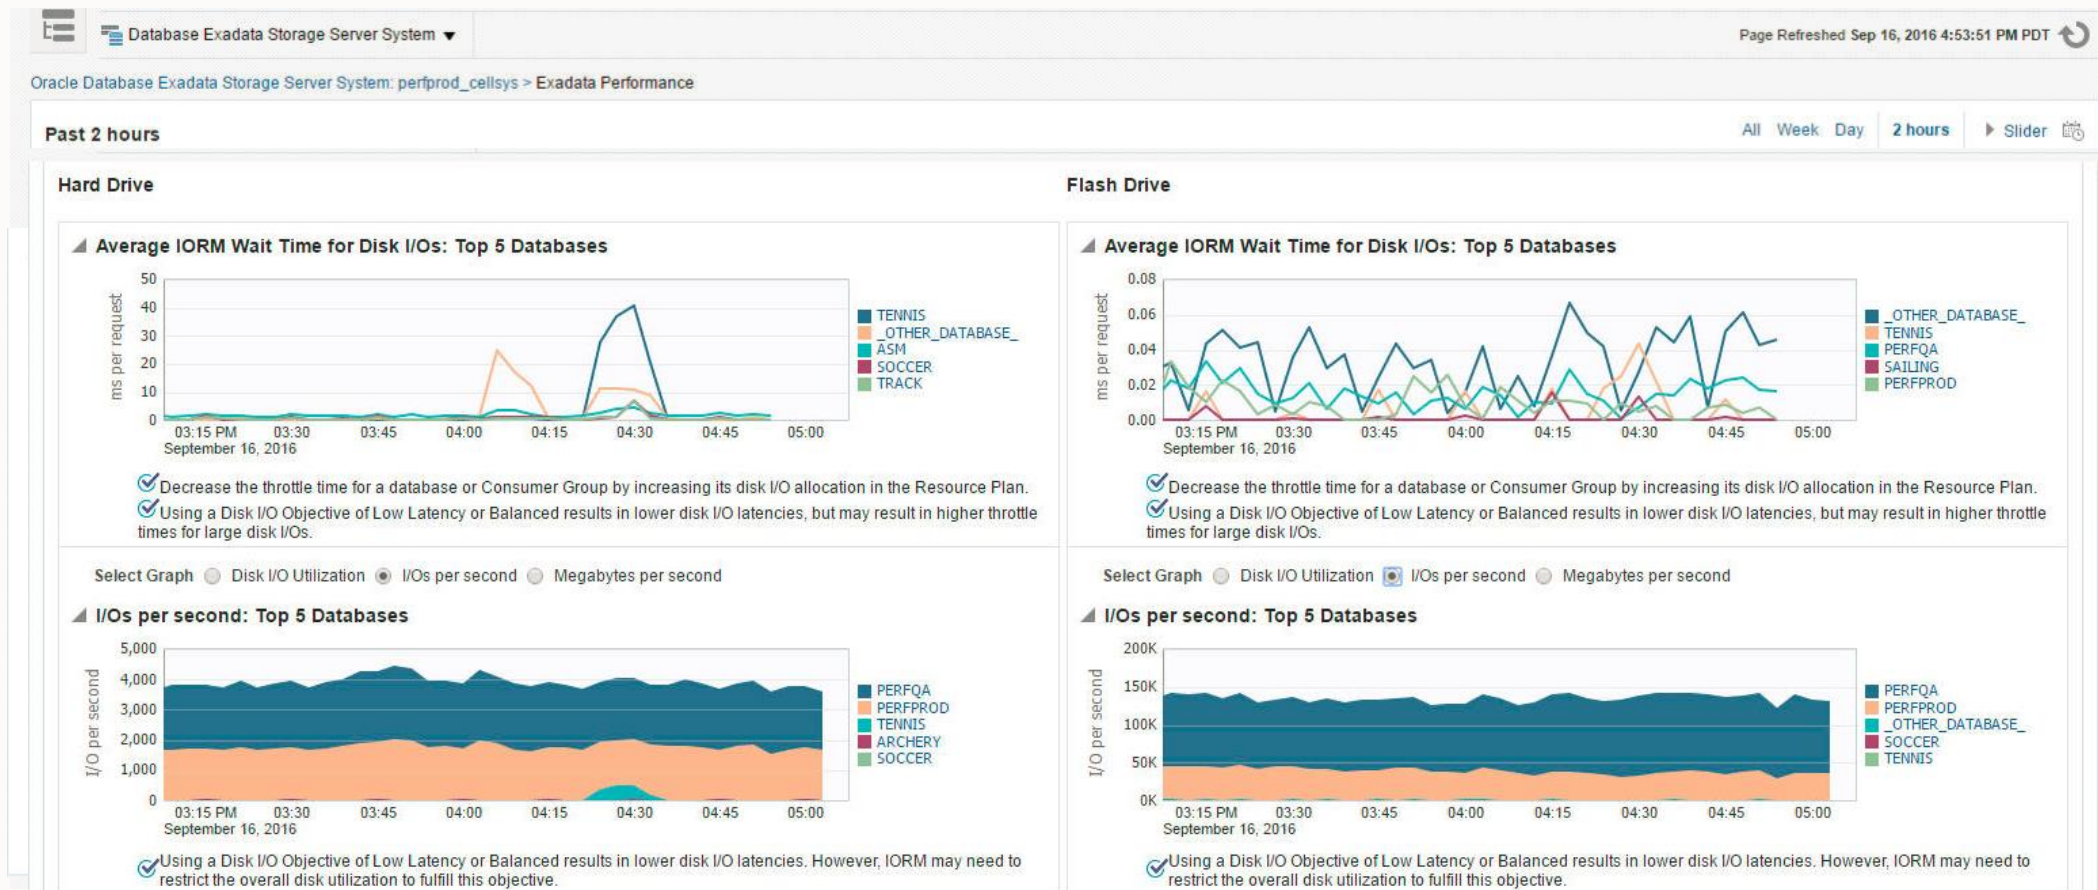 Database Exadata Storage Server System
Page Refreshed Sep 16, 2016 4:53:51 PM PDT
Oracle Database Exadata Storage Server System: perfprod_cellsys > Exadata Performance
Past 2 hours
All Week Day 2 hours Slider
Hard Drive
Average IORM Wait Time for Disk I/Os: Top 5 Databases
ms per request
50
40
30
20
10
0
03:15 PM 03:30 03:45 04:00 04:15 04:30 04:45 05:00
September 16, 2016
TENNIS
_OTHER_DATABASE_
ASM
SOCCER
TRACK
Decrease the throttle time for a database or Consumer Group by increasing its disk I/O allocation in the Resource Plan.
Using a Disk I/O Objective of Low Latency or Balanced results in lower disk I/O latencies, but may result in higher throttle
times for large disk I/Os.
Select Graph Disk I/O Utilization I/Os per second Megabytes per second
I/Os per second: Top 5 Databases
I/O per second
5,000
4,000
3,000
2,000
1,000
0
03:15 PM 03:30 03:45 04:00 04:15 04:30 04:45 05:00
September 16, 2016
PERFQA
PERFPROD
TENNIS
ARCHERY
SOCCER
Using a Disk I/O Objective of Low Latency or Balanced results in lower disk I/O latencies. However, IORM may need to
restrict the overall disk utilization to fulfill this objective.
Flash Drive
Average IORM Wait Time for Disk I/Os: Top 5 Databases
ms per request
0.08
0.06
0.04
0.02
0.00
03:15 PM 03:30 03:45 04:00 04:15 04:30 04:45 05:00
September 16, 2016
_OTHER_DATABASE_
TENNIS
PERFQA
SAILING
PERFPROD
Decrease the throttle time for a database or Consumer Group by increasing its disk I/O allocation in the Resource Plan.
Using a Disk I/O Objective of Low Latency or Balanced results in lower disk I/O latencies, but may result in higher throttle
times for large disk I/Os.
Select Graph Disk I/O Utilization I/Os per second Megabytes per second
I/Os per second: Top 5 Databases
I/O per second
200K
150K
100K
50K
0K
03:15 PM 03:30 03:45 04:00 04:15 04:30 04:45 05:00
September 16, 2016
PERFQA
PERFPROD
_OTHER_DATABASE_
SOCCER
TENNIS
Using a Disk I/O Objective of Low Latency or Balanced results in lower disk I/O latencies. However, IORM may need to
restrict the overall disk utilization to fulfill this objective.